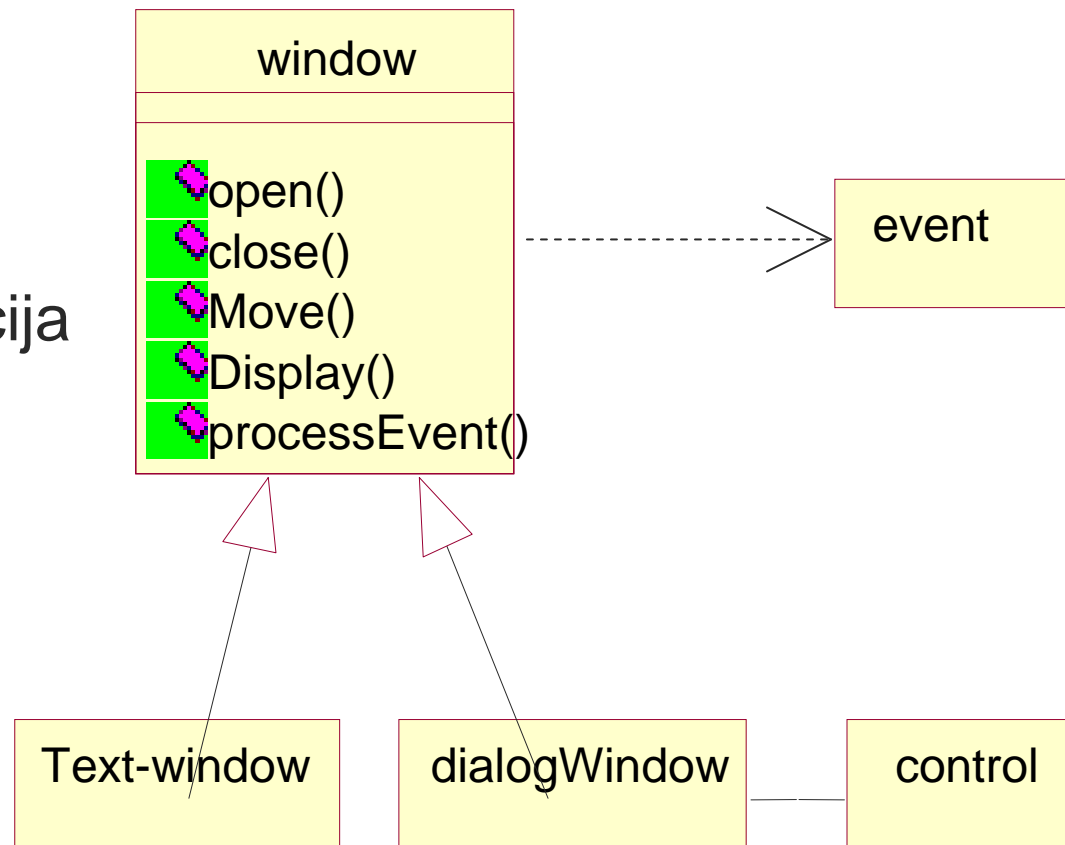 window
open()
close()
Move()
Display()
processEvent()
event
cija
Text-window
dialogWindow
control